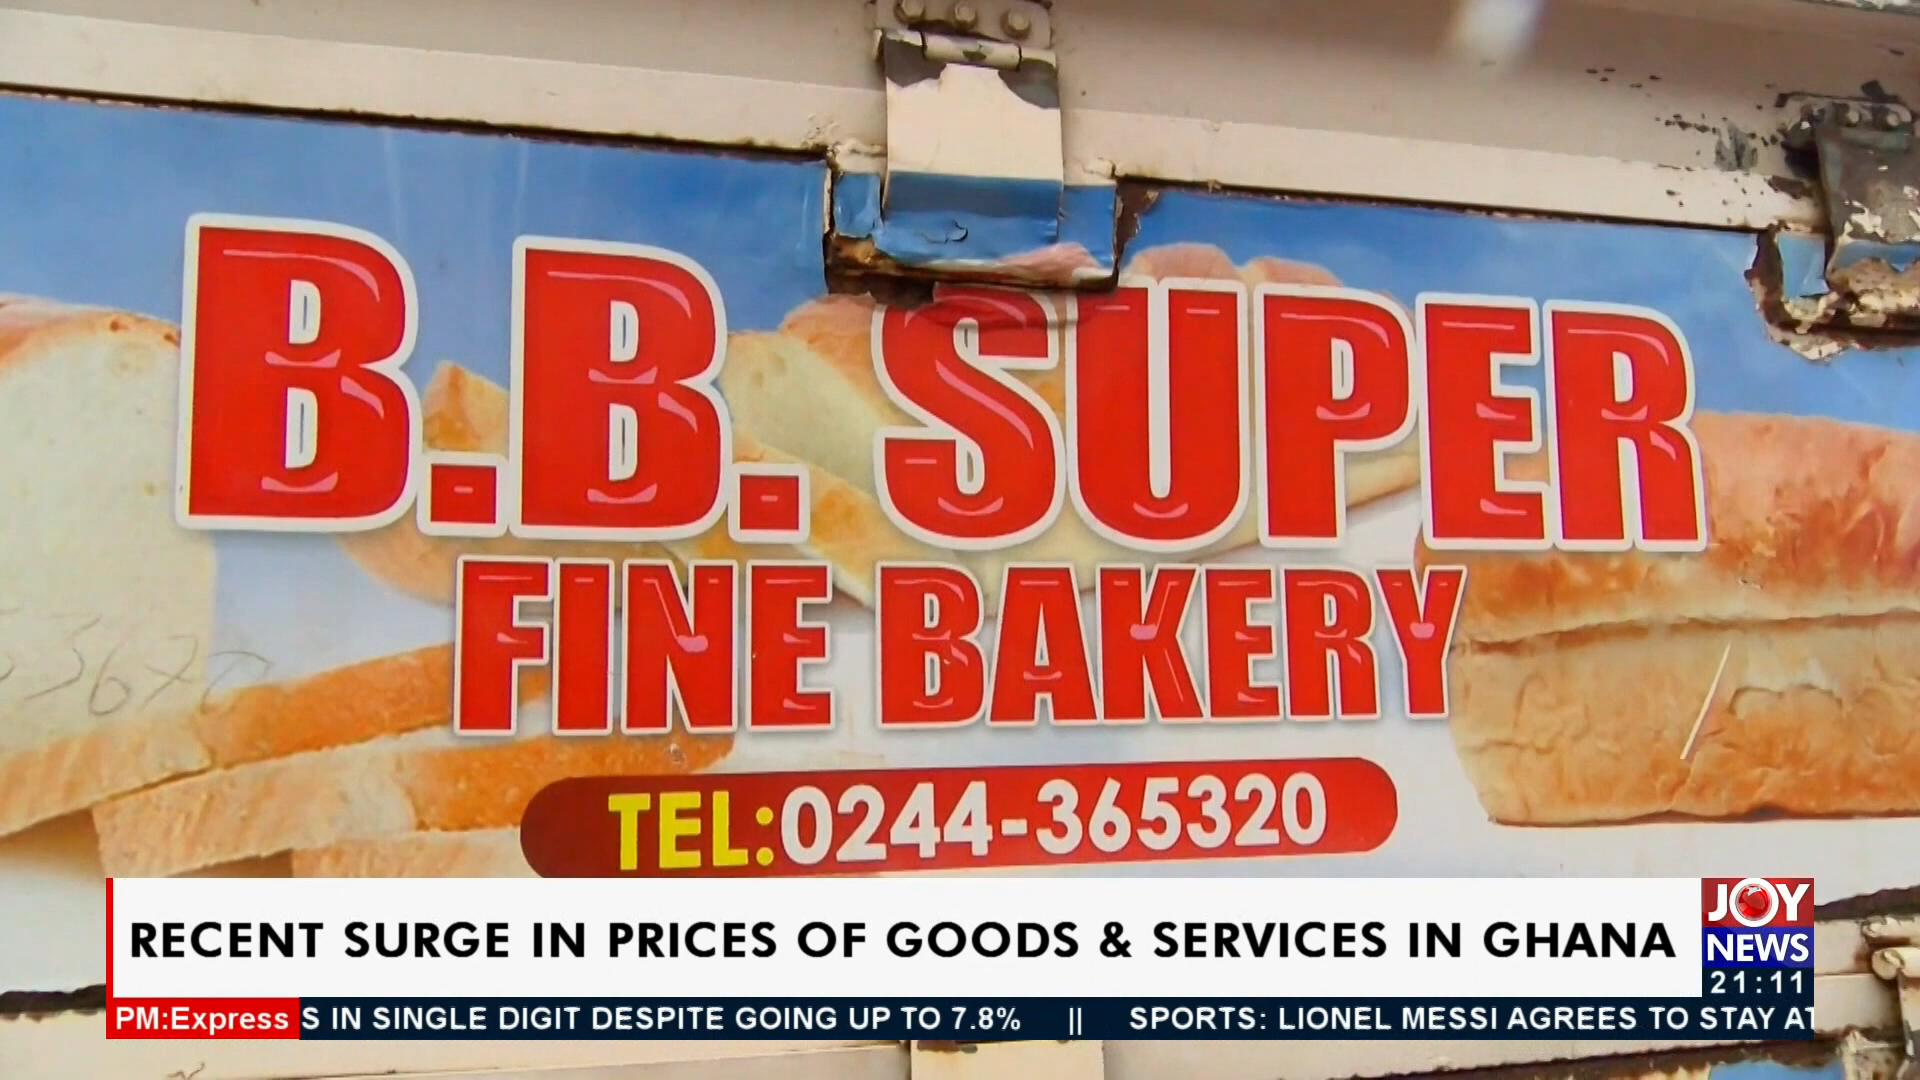 B.B. SUPER
FINE BAKERY
TEL:0244-365320
RECENT SURGE IN PRICES OF GOODS & SERVICES IN GHANA
JOY
NEWS
21:11
PM:Express
S IN SINGLE DIGIT DESPITE GOING UP TO 7.8% || SPORTS: LIONEL MESSI AGREES TO STAY AT